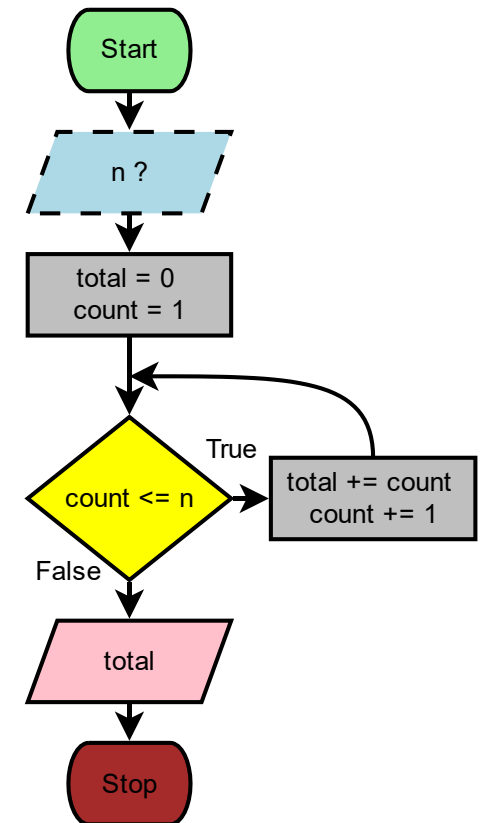 Start
n ?
total = 0
count = 1
count <= n
True
total += count
count += 1
False
total
Stop